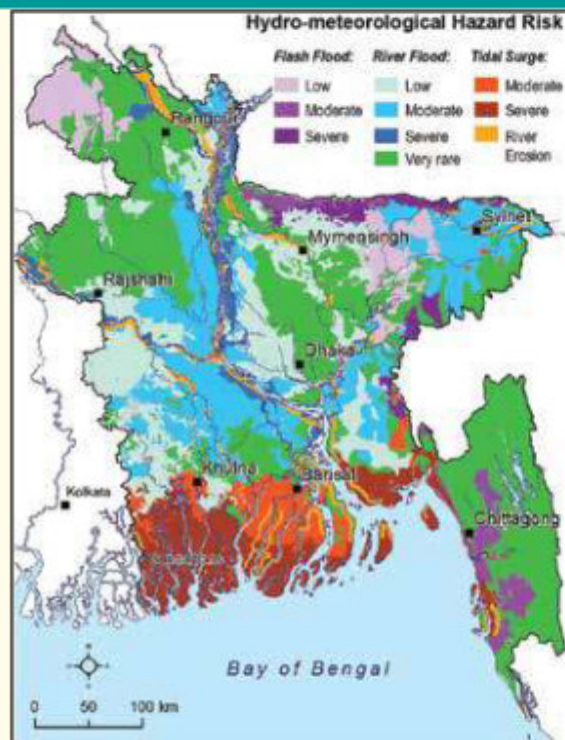 Hydro-meteorological Hazard Risk
Flash Flood: River Flood: Tidal Surge:
Low Low Moderate
Moderate Moderate Severe
Severe Severe River
Very rare Erosion
Rangpur
Sylhet
Mymensingh
Rajshahi
Dhaka
Khulna
Barisal
Kolkata
Chittagong
Bay of Bengal
0 50 100 km